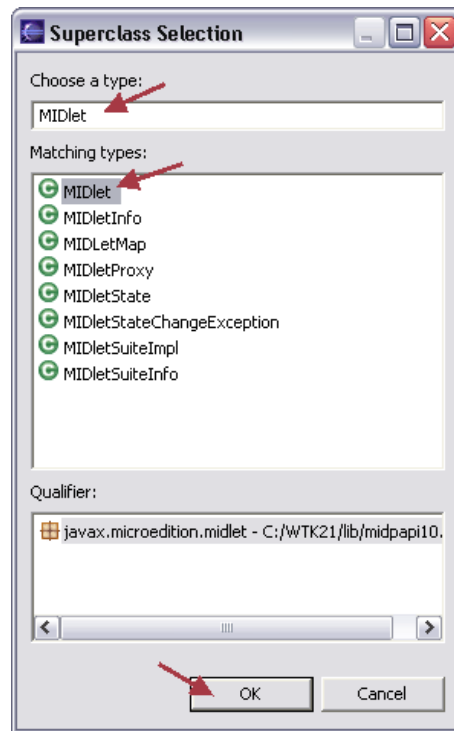 Superclass Selection
Choose a type:
MIDlet
Matching types:
MIDlet
MIDletInfo
MIDLetMap
MIDletProxy
MIDletState
MIDletStateChangeException
MIDletSuiteImpl
MIDletSuiteInfo
Qualifier:
javax.microedition.midlet - C:/WTK21/lib/midpapi10.
OK Cancel